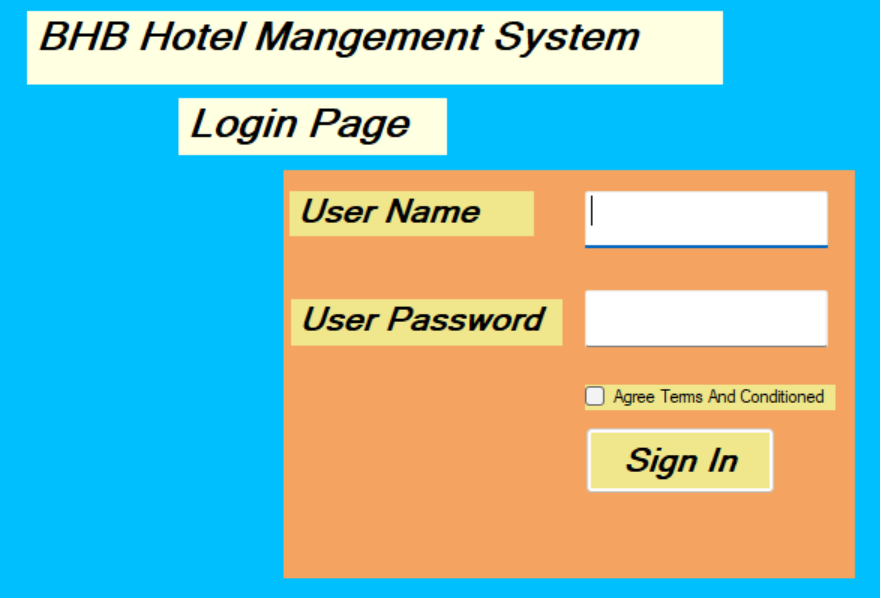 BHB Hotel Mangement System
Login Page
User Name
User Password
Agree Terms And Conditioned
Sign In